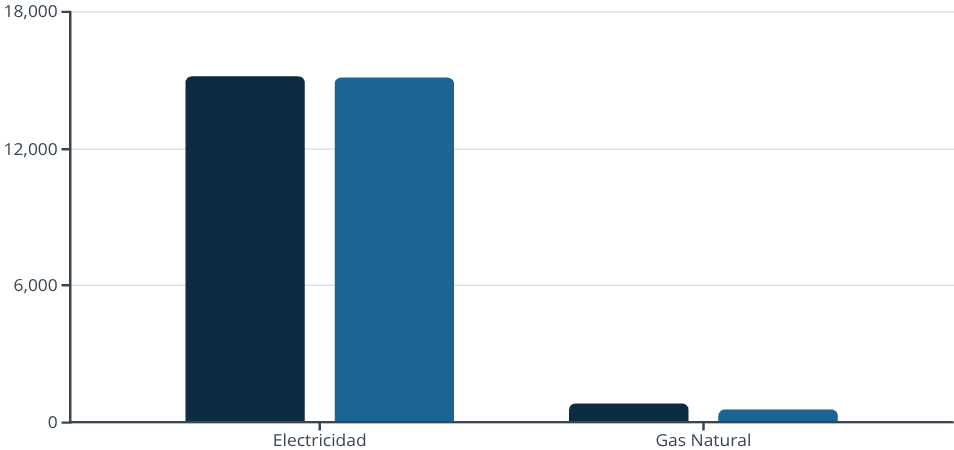 18,000
12,000
6,000
0
Electricidad
Gas Natural